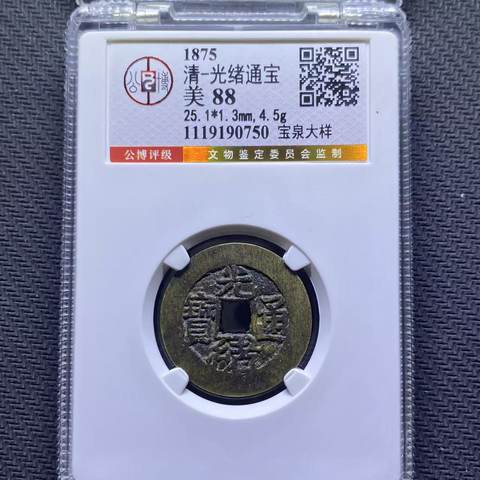 1875
清-光绪通宝
美 88
25.1*1.3mm,4.5g
1119190750 宝泉大样
公博评级
文物鉴定委员会监制
光緒通寶